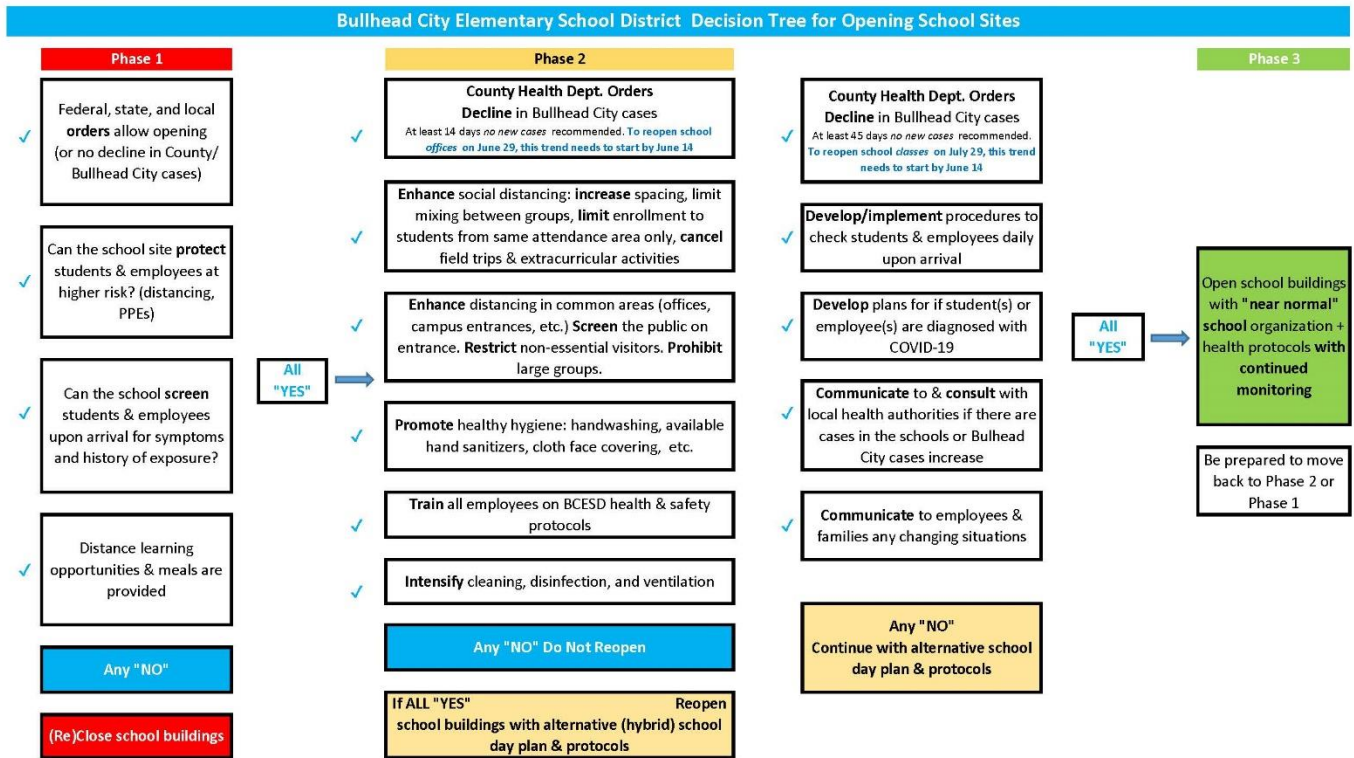 Bullhead City Elementary School District Decision Tree for Opening School Sites
Phase 1
Federal, state, and local
orders allow opening
(or no decline in County/
Bullhead City cases)
Can the school site protect
students & employees at
higher risk? (distancing,
PPEs)
Can the school screen
students & employees
upon arrival for symptoms
and history of exposure?
Distance learning
opportunities & meals are
provided
Any "NO"
(Re)Close school buildings
All
"YES"
Phase 2
County Health Dept. Orders
Decline in Bullhead City cases
At least 14 days no new cases recommended. To reopen school
offices on June 29, this trend needs to start by June 14
Enhance social distancing: increase spacing, limit
mixing between groups, limit enrollment to
students from same attendance area only, cancel
field trips & extracurricular activities
Enhance distancing in common areas (offices,
campus entrances, etc.) Screen the public on
entrance. Restrict non-essential visitors. Prohibit
large groups.
Promote healthy hygiene: handwashing, available
hand sanitizers, cloth face covering, etc.
Train all employees on BCESD health & safety
protocols
Intensify cleaning, disinfection, and ventilation
Any "NO" Do Not Reopen
If ALL "YES" Reopen
school buildings with alternative (hybrid) school
day plan & protocols
County Health Dept. Orders
Decline in Bullhead City cases
At least 45 days no new cases recommended.
To reopen school classes on July 29, this trend
needs to start by June 14
Develop/implement procedures to
check students & employees daily
upon arrival
Develop plans for if student(s) or
employee(s) are diagnosed with
COVID-19
Communicate to & consult with
local health authorities if there are
cases in the schools or Bulhead
City cases increase
Communicate to employees &
families any changing situations
Any "NO"
Continue with alternative school
day plan & protocols
All
"YES"
Phase 3
Open school buildings
with "near normal"
school organization +
health protocols with
continued
monitoring
Be prepared to move
back to Phase 2 or
Phase 1